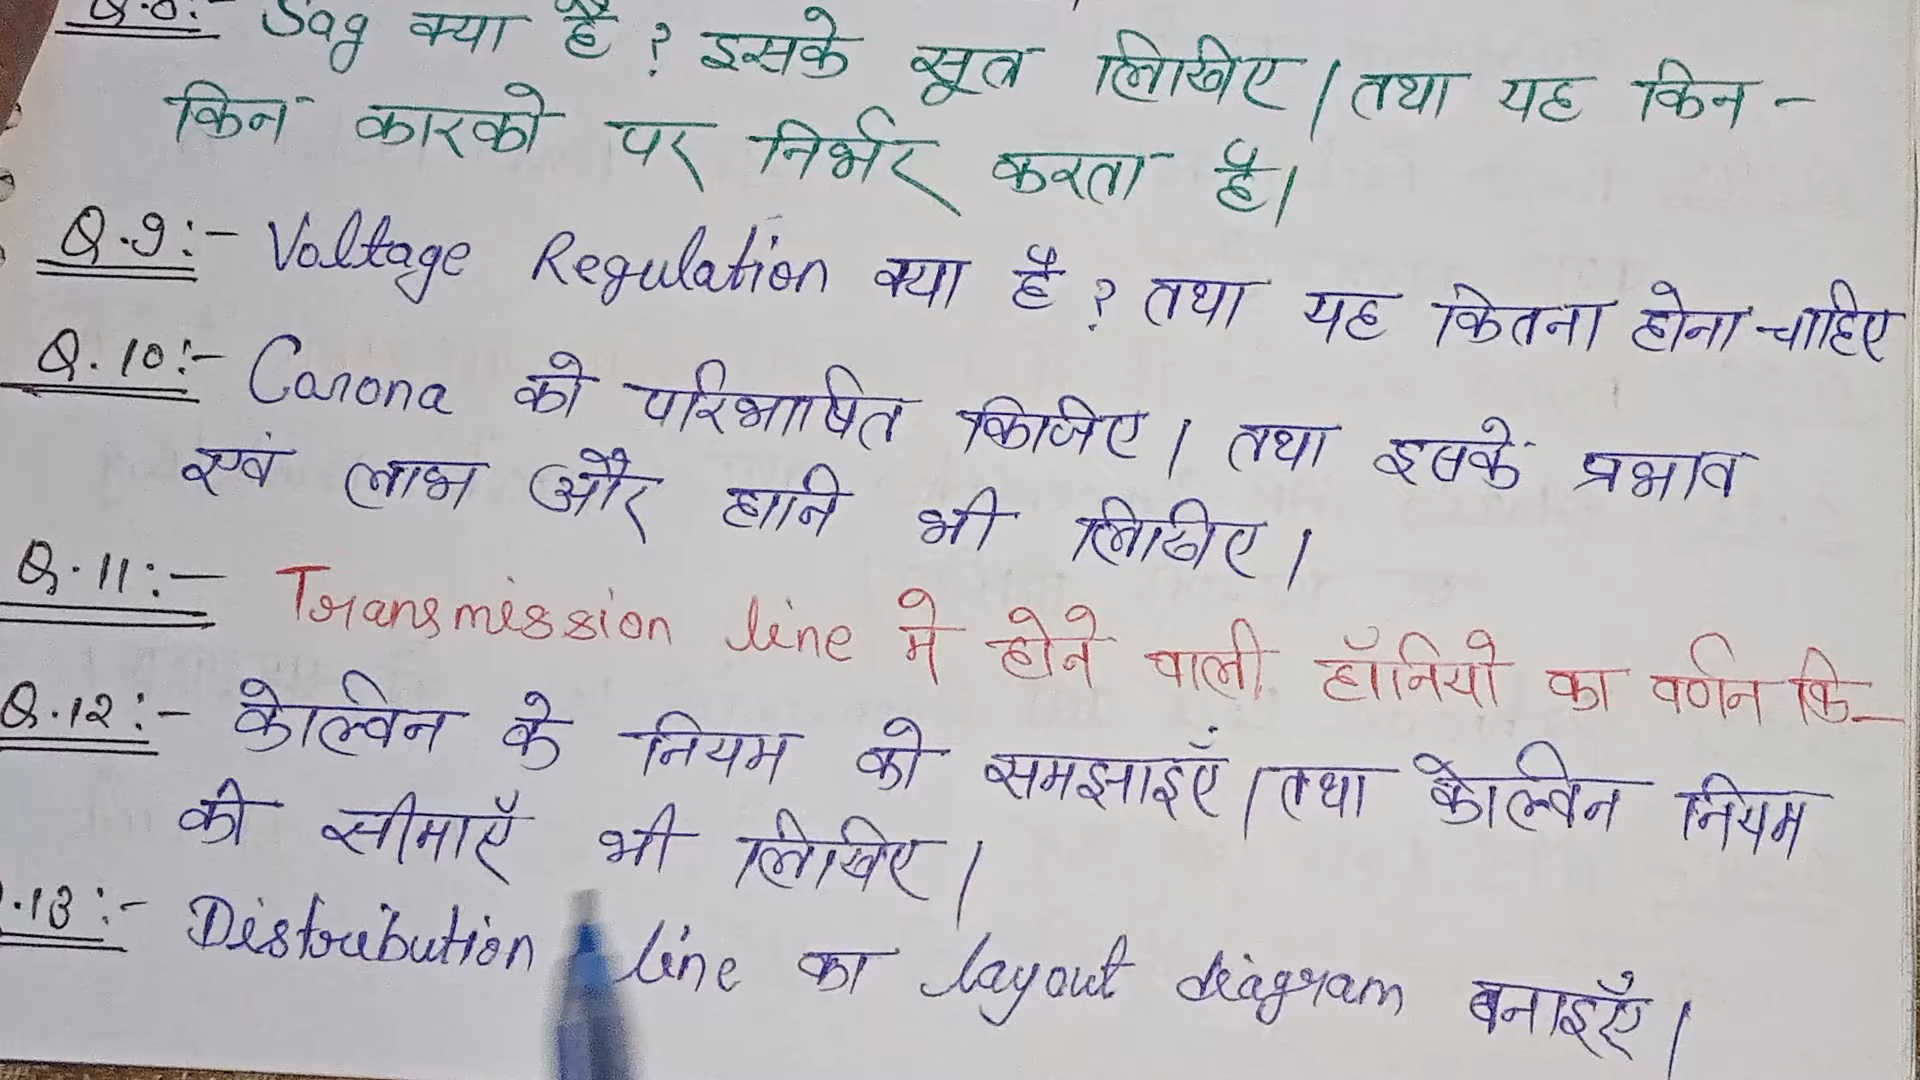 Q.8:- Sag क्या है ? इसके सूत्र लिखिए । तथा यह किन-
किन कारको पर निर्भर करता है।
Q.9:- Voltage Regulation क्या है ? तथा यह कितना होना चाहिए
Q.10:- Carona को परिभाषित किजिए । तथा इसके प्रभाव
एवं लाभ और हानि भी लिखिए ।
Q.11:- Transmission line मे होने वाली हाँनियो का वर्णन कि-
Q.12:- केल्विन के नियम को समझाइएँ । तथा केल्विन नियम
की सीमाएँ भी लिखिए ।
.13:- Distribution line का layout diagram बनाइएँ ।